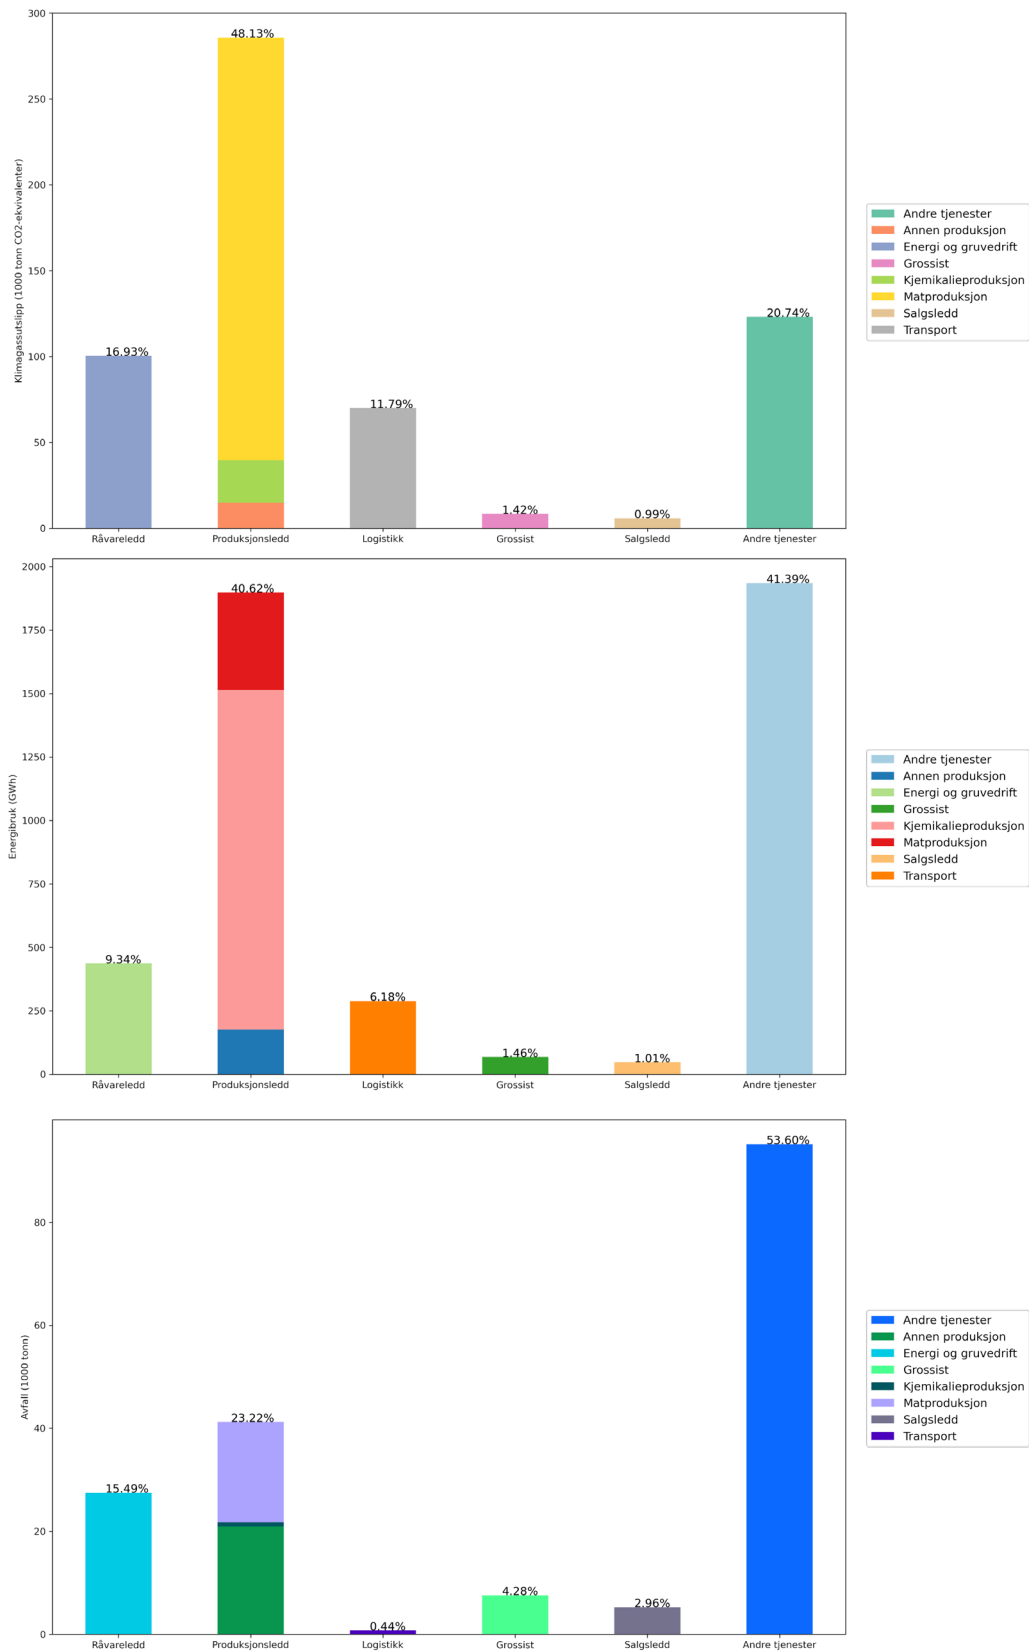 300
250
200
150
100
50
0
Klimagassutslipp (1000 tonn CO2-ekvivalenter)
16.93%
48.13%
11.79%
1.42%
0.99%
20.74%
Råvareledd
Produksjonsledd
Logistikk
Grossist
Salgsledd
Andre tjenester
Andre tjenester
Annen produksjon
Energi og gruvedrift
Grossist
Kjemikalieproduksjon
Matproduksjon
Salgsledd
Transport
2000
1750
1500
1250
1000
750
500
250
0
Energibruk (GWh)
9.34%
40.62%
6.18%
1.46%
1.01%
41.39%
Råvareledd
Produksjonsledd
Logistikk
Grossist
Salgsledd
Andre tjenester
Andre tjenester
Annen produksjon
Energi og gruvedrift
Grossist
Kjemikalieproduksjon
Matproduksjon
Salgsledd
Transport
80
60
40
20
0
Avfall (1000 tonn)
15.49%
23.22%
0.44%
4.28%
2.96%
53.60%
Råvareledd
Produksjonsledd
Logistikk
Grossist
Salgsledd
Andre tjenester
Andre tjenester
Annen produksjon
Energi og gruvedrift
Grossist
Kjemikalieproduksjon
Matproduksjon
Salgsledd
Transport